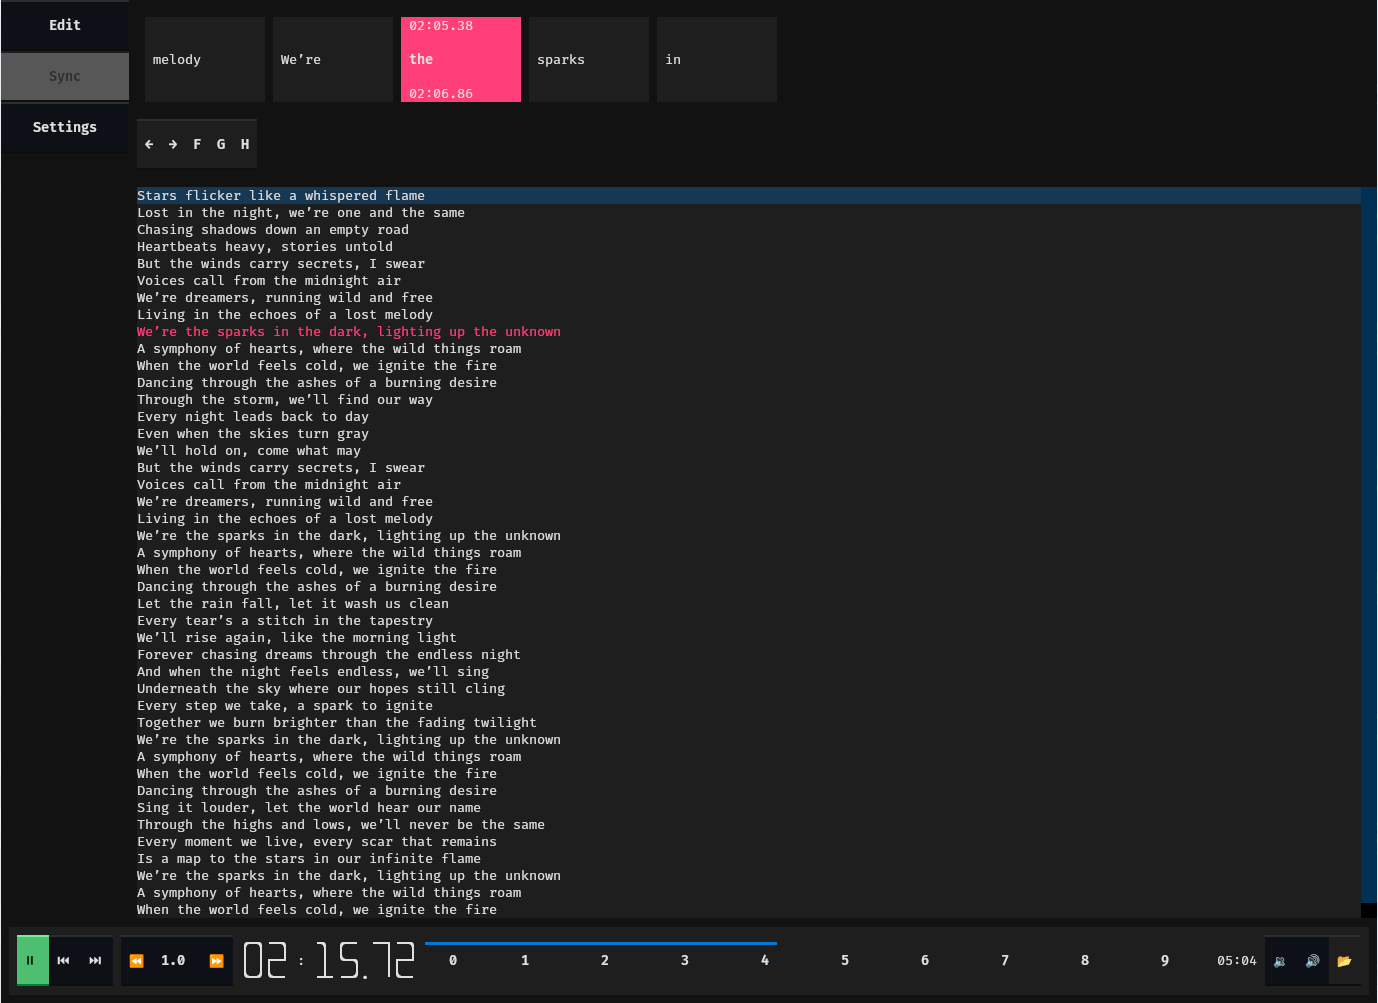 Edit
Sync
Settings
02:05.38
melody We’re the sparks in
02:06.86
← → F G H
Stars flicker like a whispered flame
Lost in the night, we’re one and the same
Chasing shadows down an empty road
Heartbeats heavy, stories untold
But the winds carry secrets, I swear
Voices call from the midnight air
We’re dreamers, running wild and free
Living in the echoes of a lost melody
We’re the sparks in the dark, lighting up the unknown
A symphony of hearts, where the wild things roam
When the world feels cold, we ignite the fire
Dancing through the ashes of a burning desire
Through the storm, we’ll find our way
Every night leads back to day
Even when the skies turn gray
We’ll hold on, come what may
But the winds carry secrets, I swear
Voices call from the midnight air
We’re dreamers, running wild and free
Living in the echoes of a lost melody
We’re the sparks in the dark, lighting up the unknown
A symphony of hearts, where the wild things roam
When the world feels cold, we ignite the fire
Dancing through the ashes of a burning desire
Let the rain fall, let it wash us clean
Every tear’s a stitch in the tapestry
We’ll rise again, like the morning light
Forever chasing dreams through the endless night
And when the night feels endless, we’ll sing
Underneath the sky where our hopes still cling
Every step we take, a spark to ignite
Together we burn brighter than the fading twilight
We’re the sparks in the dark, lighting up the unknown
A symphony of hearts, where the wild things roam
When the world feels cold, we ignite the fire
Dancing through the ashes of a burning desire
Sing it louder, let the world hear our name
Through the highs and lows, we’ll never be the same
Every moment we live, every scar that remains
Is a map to the stars in our infinite flame
We’re the sparks in the dark, lighting up the unknown
A symphony of hearts, where the wild things roam
When the world feels cold, we ignite the fire
1.0 02:15.72 0 1 2 3 4 5 6 7 8 9 05:04